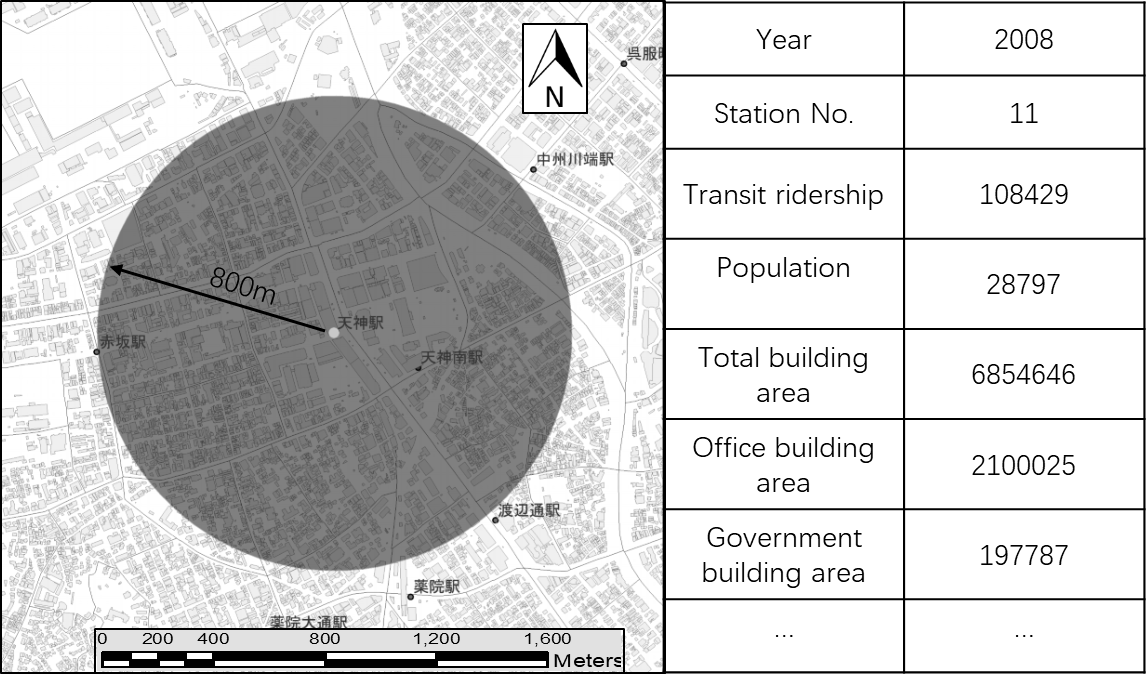 N
呉服町
中州川端駅
800m
天神駅
赤坂駅
天神南駅
渡辺通駅
薬院駅
薬院大通駅
0 200 400 800 1,200 1,600
Meters
Year 2008
Station No. 11
Transit ridership 108429
Population 28797
Total building
area
6854646
Office building
area
2100025
Government
building area
197787
... ...